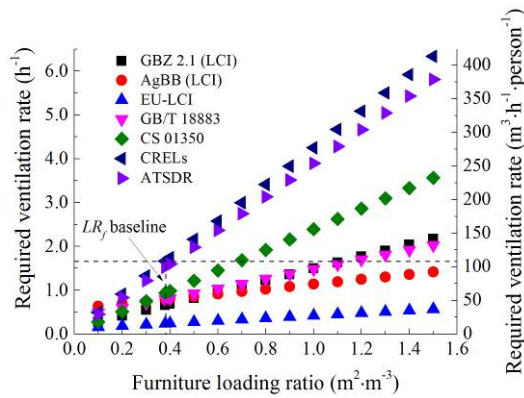 Required ventilation rate (h⁻¹)
6.0
5.0
4.0
3.0
2.0
1.0
0.0
GBZ 2.1 (LCI)
AgBB (LCI)
EU-LCI
GB/T 18883
CS 01350
CRELs
ATSDR
LR_f baseline
400
350
300
250
200
150
100
50
0
Required ventilation rate (m³·h⁻¹·person⁻¹)
0.0 0.2 0.4 0.6 0.8 1.0 1.2 1.4 1.6
Furniture loading ratio (m²·m⁻³)